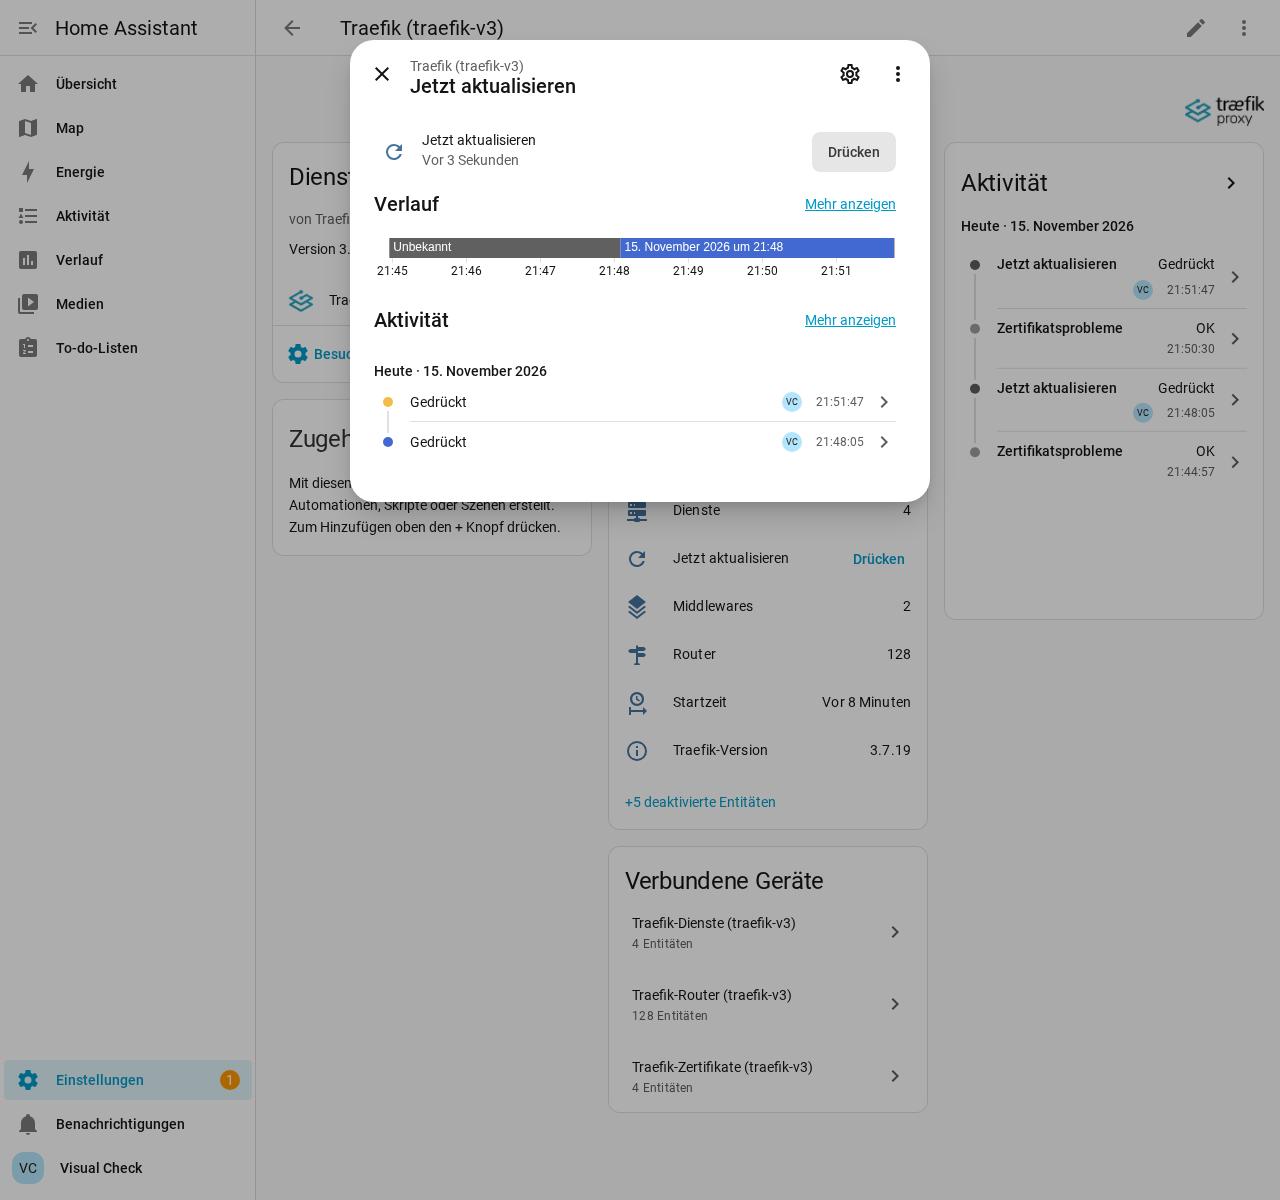 Home Assistant
Übersicht
Map
Energie
Aktivität
Verlauf
Medien
To-do-Listen
Einstellungen
1
Benachrichtigungen
VC
Visual Check
Traefik (traefik-v3)
træfik
proxy
von Traefi
Version 3.
Besuc
Mit diesen
Automationen, Skripte oder Szenen erstellt.
Zum Hinzufügen oben den + Knopf drücken.
Traefik (traefik-v3)
Jetzt aktualisieren
Jetzt aktualisieren
Vor 3 Sekunden
Drücken
Verlauf
Mehr anzeigen
Unbekannt
15. November 2026 um 21:48
21:45 21:46 21:47 21:48 21:49 21:50 21:51
Aktivität
Mehr anzeigen
Heute · 15. November 2026
Gedrückt VC 21:51:47
Gedrückt VC 21:48:05
Dienste 4
Jetzt aktualisieren Drücken
Middlewares 2
Router 128
Startzeit Vor 8 Minuten
Traefik-Version 3.7.19
+5 deaktivierte Entitäten
Verbundene Geräte
Traefik-Dienste (traefik-v3)
4 Entitäten
Traefik-Router (traefik-v3)
128 Entitäten
Traefik-Zertifikate (traefik-v3)
4 Entitäten
Aktivität
Heute · 15. November 2026
Jetzt aktualisieren Gedrückt
VC 21:51:47
Zertifikatsprobleme OK
21:50:30
Jetzt aktualisieren Gedrückt
VC 21:48:05
Zertifikatsprobleme OK
21:44:57